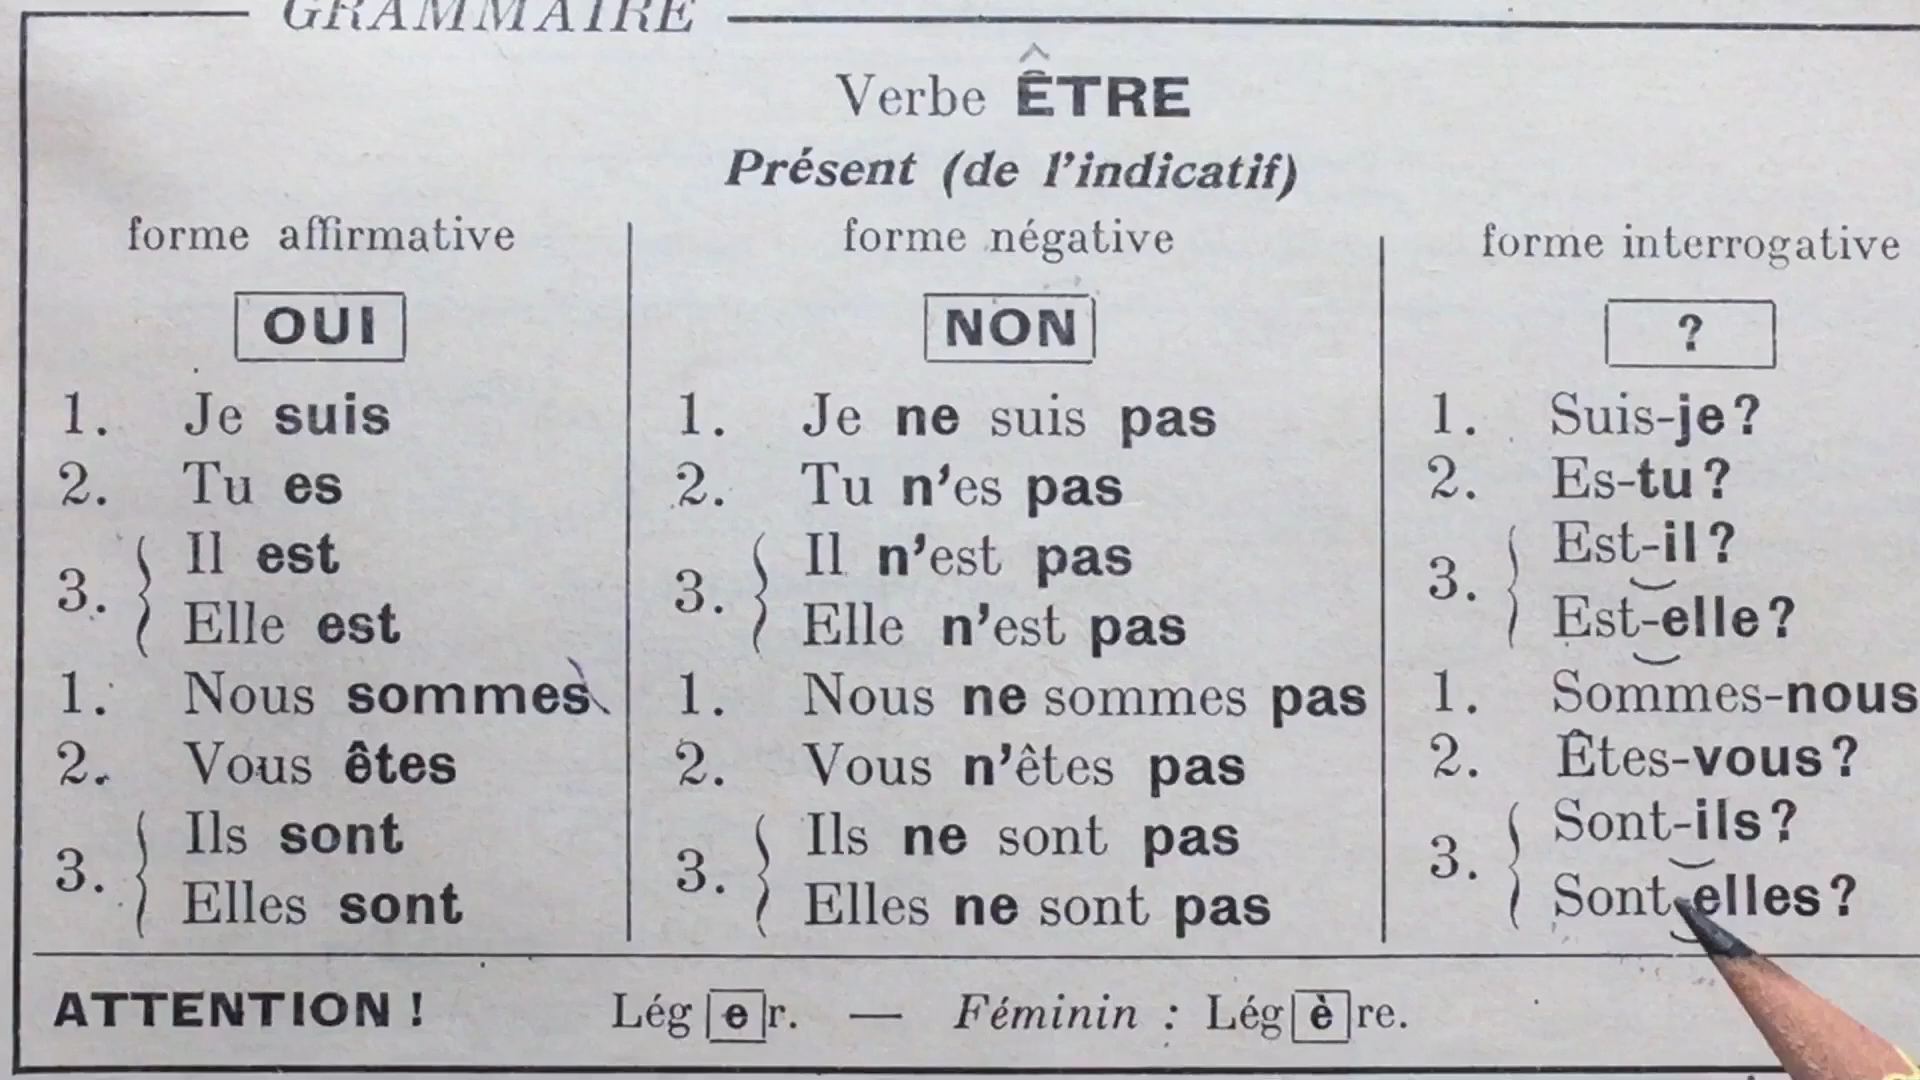 GRAMMAIRE
Verbe ÊTRE
Présent (de l'indicatif)
forme affirmative
OUI
1. Je suis
2. Tu es
3. Il est
Elle est
1. Nous sommes
2. Vous êtes
3. Ils sont
Elles sont
forme négative
NON
1. Je ne suis pas
2. Tu n'es pas
3. Il n'est pas
Elle n'est pas
1. Nous ne sommes pas
2. Vous n'êtes pas
3. Ils ne sont pas
Elles ne sont pas
forme interrogative
?
1. Suis-je?
2. Es-tu?
3. Est-il?
Est-elle?
1. Sommes-nous
2. Êtes-vous?
3. Sont-ils?
Sont-elles?
ATTENTION! Léger. — Féminin : Légère.